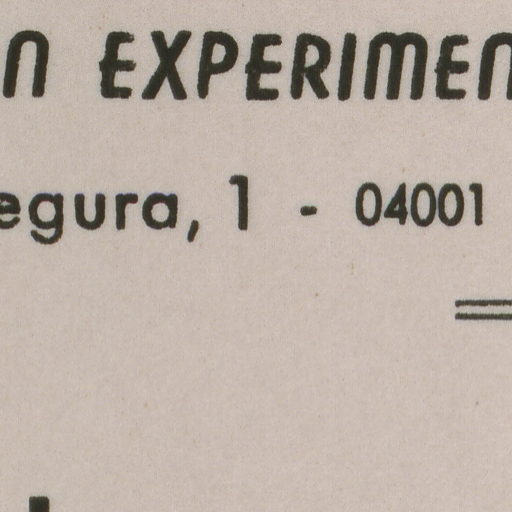 n EXPERIMEN
egura, 1 - 04001